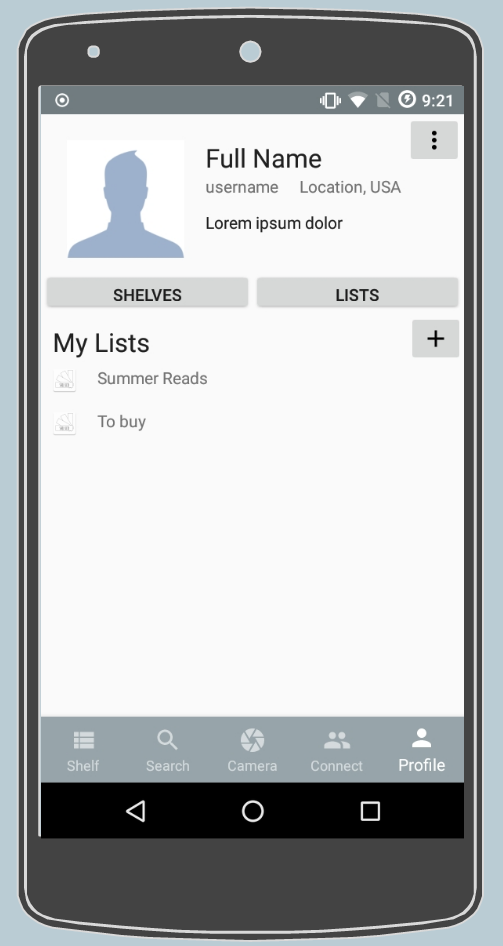 9:21
Full Name
username Location, USA
Lorem ipsum dolor
SHELVES LISTS
My Lists
Summer Reads
To buy
Shelf Search Camera Connect Profile